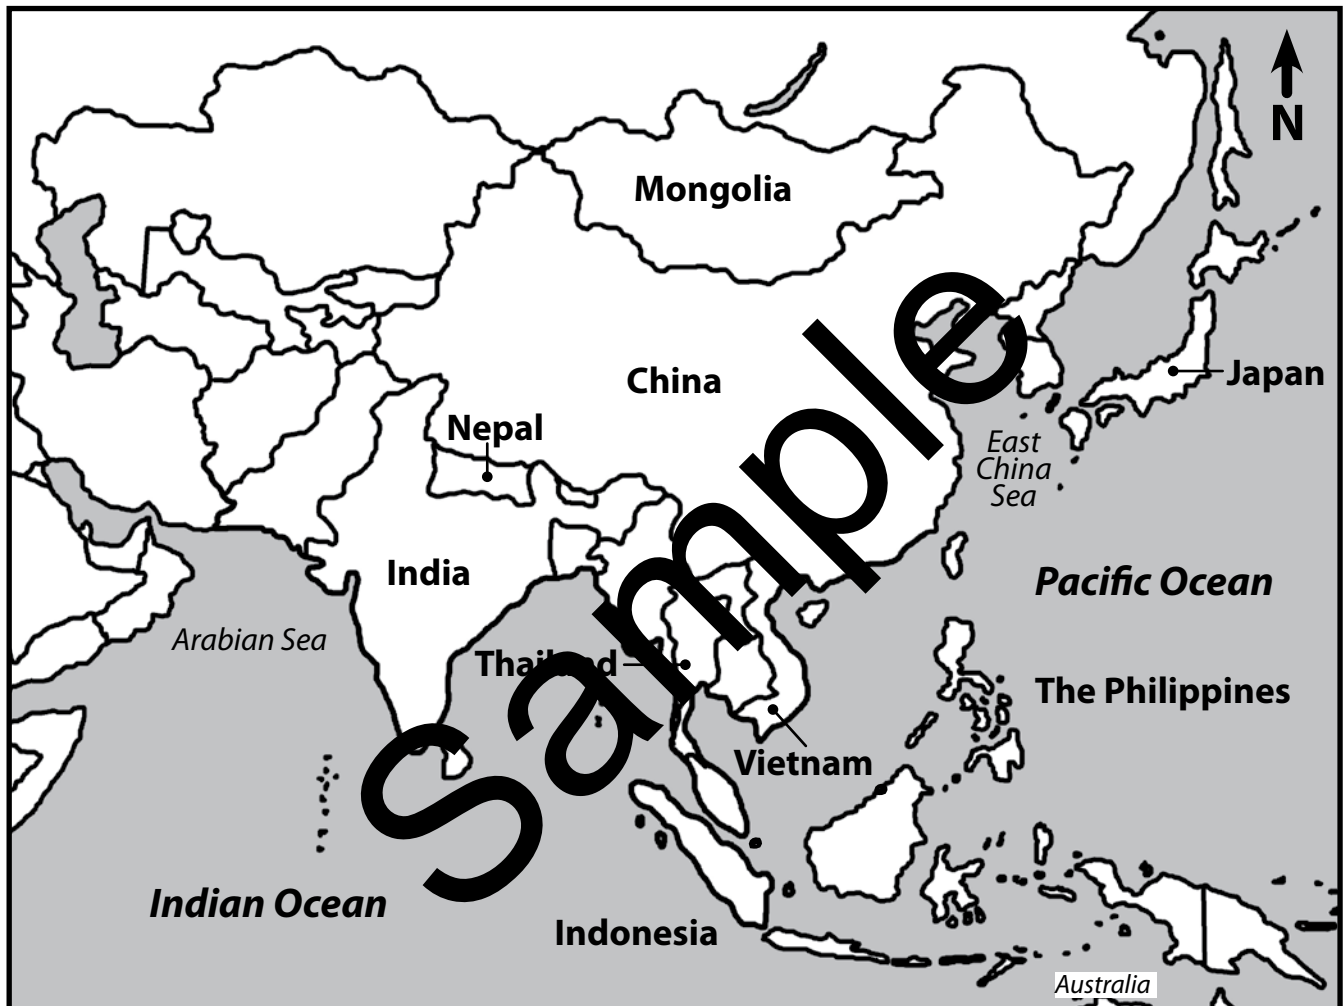 N
Mongolia
China
Japan
Nepal
East
China
Sea
India
Pacific Ocean
Arabian Sea
Thailand
The Philippines
Vietnam
Indian Ocean
Indonesia
Australia
Sample